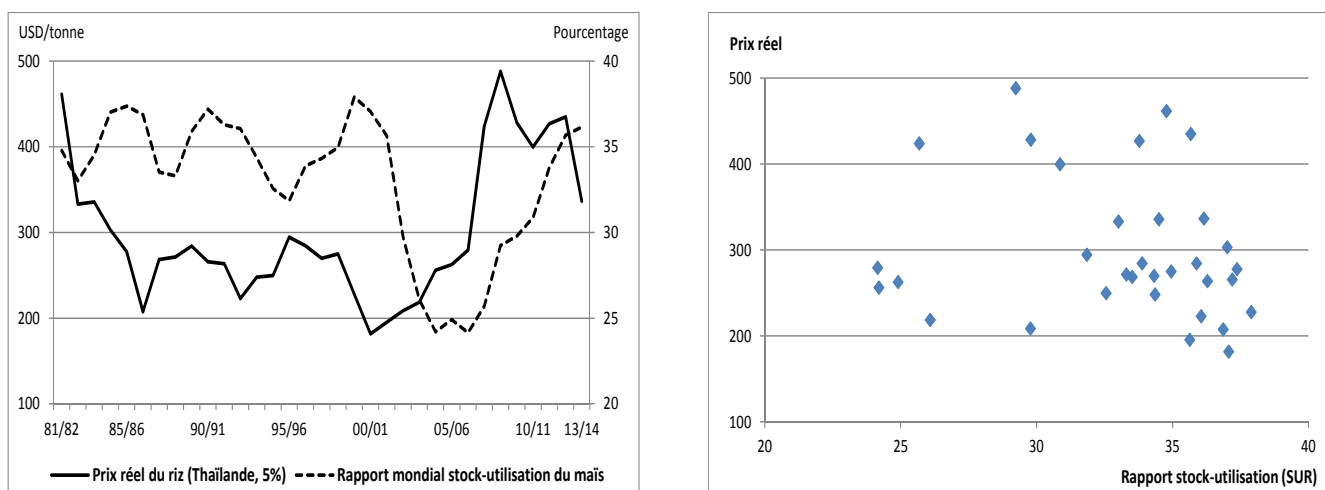 USD/tonne
Pourcentage
500
400
300
200
100
40
35
30
25
20
81/82 85/86 90/91 95/96 00/01 05/06 10/11 13/14
Prix réel du riz (Thaïlande, 5%) Rapport mondial stock-utilisation du maïs
Prix réel
500
400
300
200
100
20 25 30 35 40
Rapport stock-utilisation (SUR)